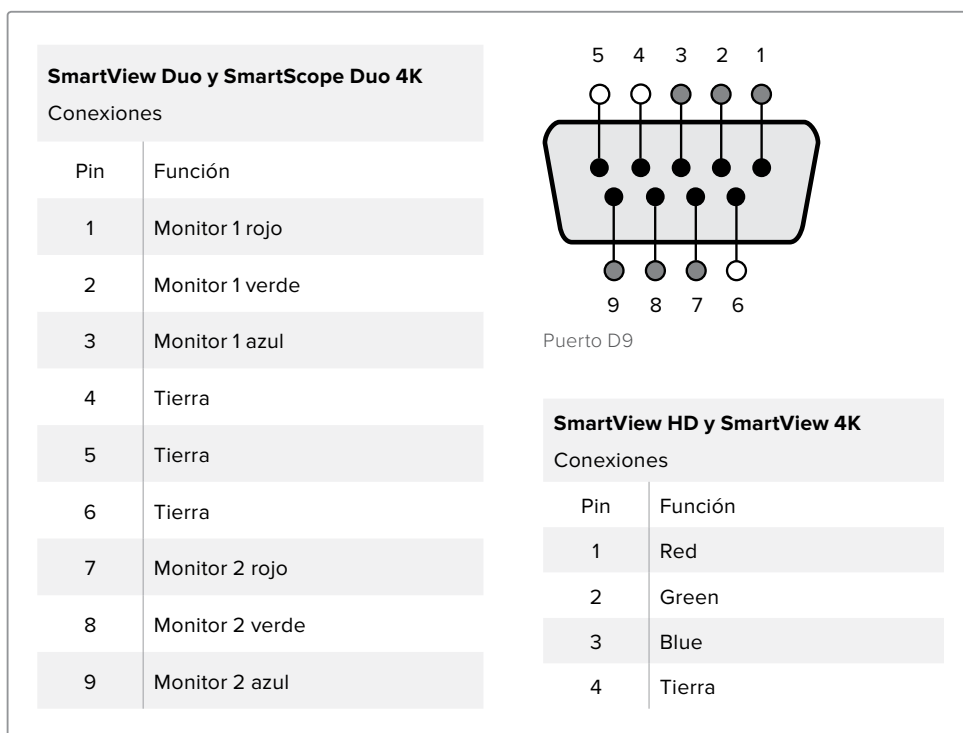 SmartView Duo y SmartScope Duo 4K
Conexiones
Pin Función
1 Monitor 1 rojo
2 Monitor 1 verde
3 Monitor 1 azul
4 Tierra
5 Tierra
6 Tierra
7 Monitor 2 rojo
8 Monitor 2 verde
9 Monitor 2 azul
5 4 3 2 1
9 8 7 6
Puerto D9
SmartView HD y SmartView 4K
Conexiones
Pin Función
1 Red
2 Green
3 Blue
4 Tierra